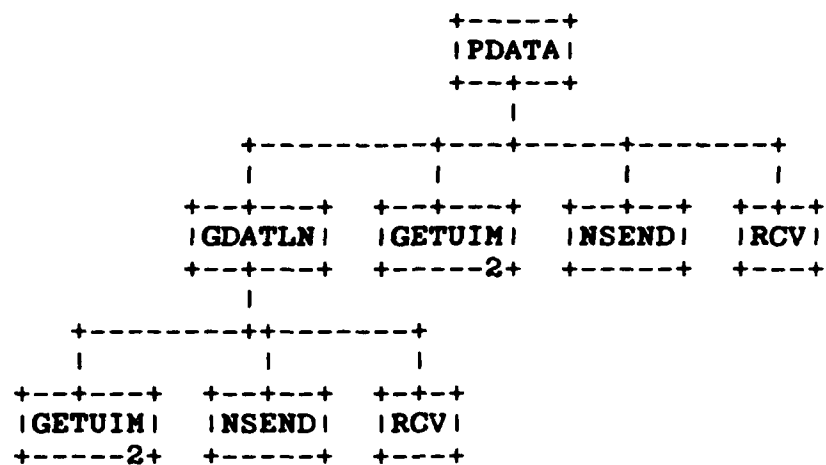 PDATA
GDATLN GETUIM NSEND RCV
2
GETUIM NSEND RCV
2